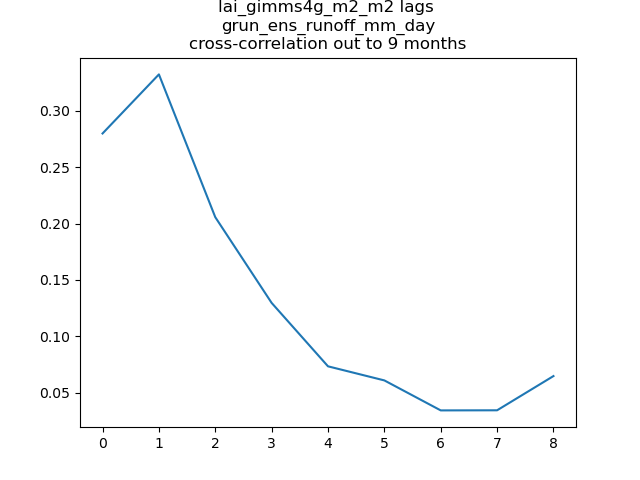 lai_gimms4g_m2_m2 lags
grun_ens_runoff_mm_day
cross-correlation out to 9 months
0.30
0.25
0.20
0.15
0.10
0.05
0 1 2 3 4 5 6 7 8